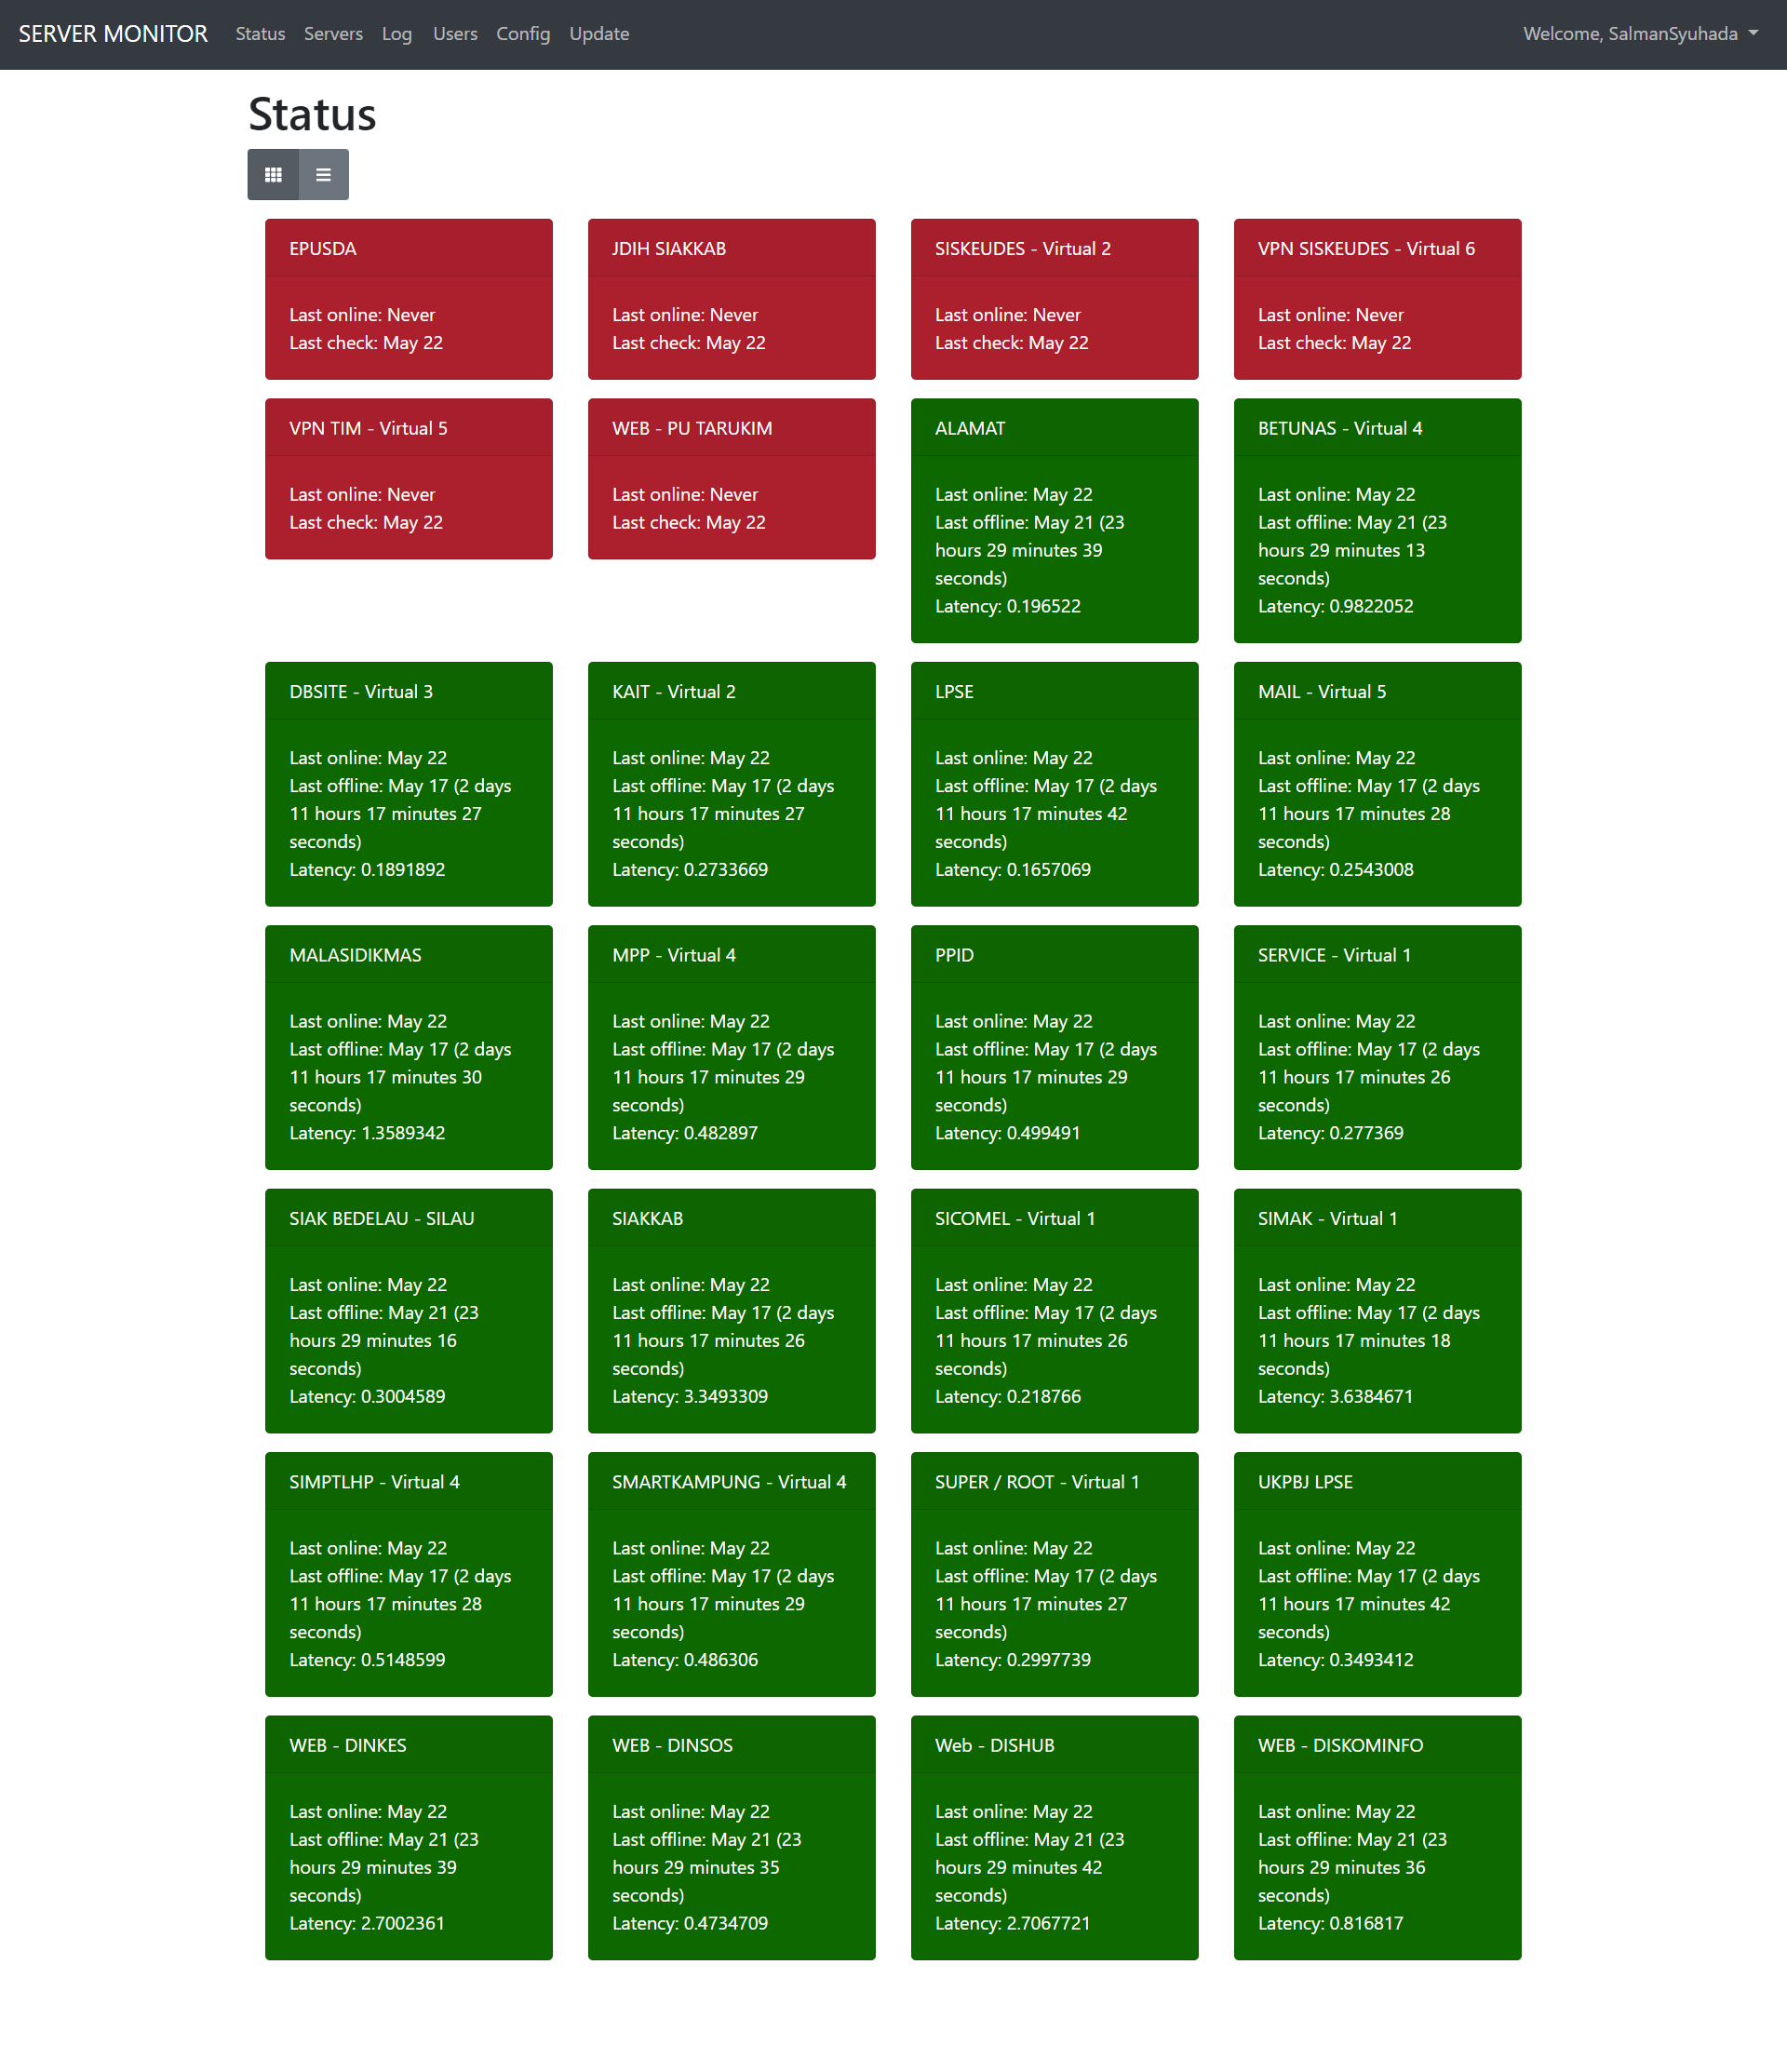 SERVER MONITOR Status Servers Log Users Config Update Welcome, SalmanSyuhada
Status
EPUSDA
Last online: Never
Last check: May 22
JDIH SIAKKAB
Last online: Never
Last check: May 22
SISKEUDES - Virtual 2
Last online: Never
Last check: May 22
VPN SISKEUDES - Virtual 6
Last online: Never
Last check: May 22
VPN TIM - Virtual 5
Last online: Never
Last check: May 22
WEB - PU TARUKIM
Last online: Never
Last check: May 22
ALAMAT
Last online: May 22
Last offline: May 21 (23
hours 29 minutes 39
seconds)
Latency: 0.196522
BETUNAS - Virtual 4
Last online: May 22
Last offline: May 21 (23
hours 29 minutes 13
seconds)
Latency: 0.9822052
DBSITE - Virtual 3
Last online: May 22
Last offline: May 17 (2 days
11 hours 17 minutes 27
seconds)
Latency: 0.1891892
KAIT - Virtual 2
Last online: May 22
Last offline: May 17 (2 days
11 hours 17 minutes 27
seconds)
Latency: 0.2733669
LPSE
Last online: May 22
Last offline: May 17 (2 days
11 hours 17 minutes 42
seconds)
Latency: 0.1657069
MAIL - Virtual 5
Last online: May 22
Last offline: May 17 (2 days
11 hours 17 minutes 28
seconds)
Latency: 0.2543008
MALASIDIKMAS
Last online: May 22
Last offline: May 17 (2 days
11 hours 17 minutes 30
seconds)
Latency: 1.3589342
MPP - Virtual 4
Last online: May 22
Last offline: May 17 (2 days
11 hours 17 minutes 29
seconds)
Latency: 0.482897
PPID
Last online: May 22
Last offline: May 17 (2 days
11 hours 17 minutes 29
seconds)
Latency: 0.499491
SERVICE - Virtual 1
Last online: May 22
Last offline: May 17 (2 days
11 hours 17 minutes 26
seconds)
Latency: 0.277369
SIAK BEDELAU - SILAU
Last online: May 22
Last offline: May 21 (23
hours 29 minutes 16
seconds)
Latency: 0.3004589
SIAKKAB
Last online: May 22
Last offline: May 17 (2 days
11 hours 17 minutes 26
seconds)
Latency: 3.3493309
SICOMEL - Virtual 1
Last online: May 22
Last offline: May 17 (2 days
11 hours 17 minutes 26
seconds)
Latency: 0.218766
SIMAK - Virtual 1
Last online: May 22
Last offline: May 17 (2 days
11 hours 17 minutes 18
seconds)
Latency: 3.6384671
SIMPTLHP - Virtual 4
Last online: May 22
Last offline: May 17 (2 days
11 hours 17 minutes 28
seconds)
Latency: 0.5148599
SMARTKAMPUNG - Virtual 4
Last online: May 22
Last offline: May 17 (2 days
11 hours 17 minutes 29
seconds)
Latency: 0.486306
SUPER / ROOT - Virtual 1
Last online: May 22
Last offline: May 17 (2 days
11 hours 17 minutes 27
seconds)
Latency: 0.2997739
UKPBJ LPSE
Last online: May 22
Last offline: May 17 (2 days
11 hours 17 minutes 42
seconds)
Latency: 0.3493412
WEB - DINKES
Last online: May 22
Last offline: May 21 (23
hours 29 minutes 39
seconds)
Latency: 2.7002361
WEB - DINSOS
Last online: May 22
Last offline: May 21 (23
hours 29 minutes 35
seconds)
Latency: 0.4734709
Web - DISHUB
Last online: May 22
Last offline: May 21 (23
hours 29 minutes 42
seconds)
Latency: 2.7067721
WEB - DISKOMINFO
Last online: May 22
Last offline: May 21 (23
hours 29 minutes 36
seconds)
Latency: 0.816817